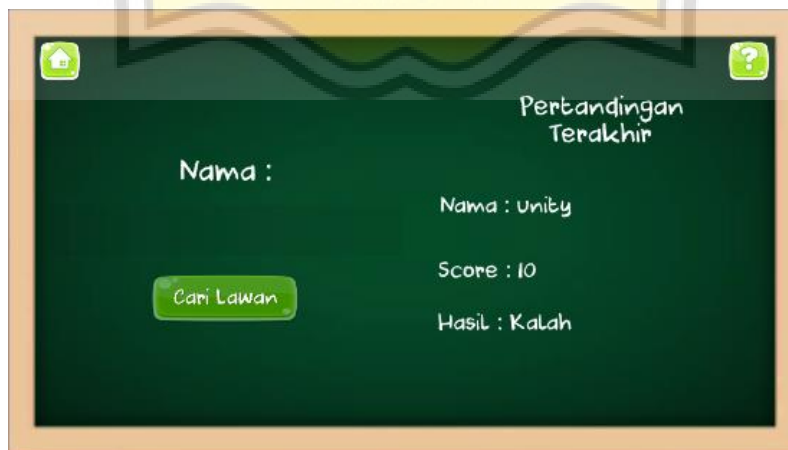 ?
Pertandingan
Terakhir
Nama :
Nama : Unity
Score : 10
Cari Lawan
Hasil : Kalah